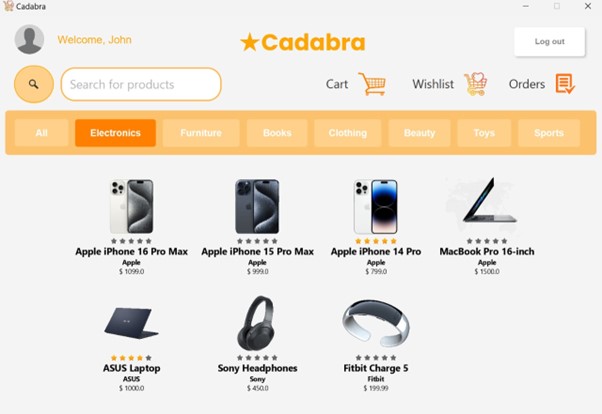 Cadabra
Welcome, John
★Cadabra
Log out
Search for products
Cart
Wishlist
Orders
All
Electronics
Furniture
Books
Clothing
Beauty
Toys
Sports
Apple iPhone 16 Pro Max
Apple
$ 1099.0
Apple iPhone 15 Pro Max
Apple
$ 999.0
Apple iPhone 14 Pro
Apple
$ 799.0
MacBook Pro 16-inch
Apple
$ 1500.0
ASUS Laptop
ASUS
$ 1000.0
Sony Headphones
Sony
$ 450.0
Fitbit Charge 5
Fitbit
$ 199.99